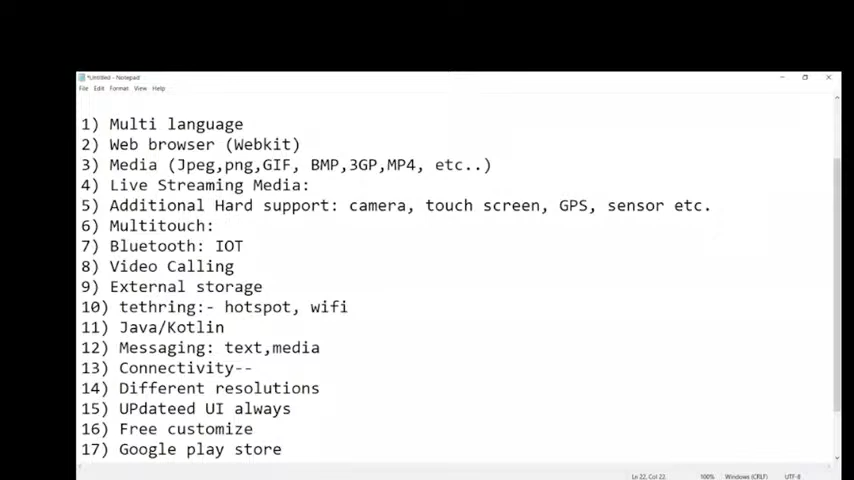 *Untitled - Notepad
File Edit Format View Help
1) Multi language
2) Web browser (Webkit)
3) Media (Jpeg,png,GIF, BMP,3GP,MP4, etc..)
4) Live Streaming Media:
5) Additional Hard support: camera, touch screen, GPS, sensor etc.
6) Multitouch:
7) Bluetooth: IOT
8) Video Calling
9) External storage
10) tethring:- hotspot, wifi
11) Java/Kotlin
12) Messaging: text,media
13) Connectivity--
14) Different resolutions
15) UPdateed UI always
16) Free customize
17) Google play store
Ln 22, Col 22 100% Windows (CRLF) UTF-8